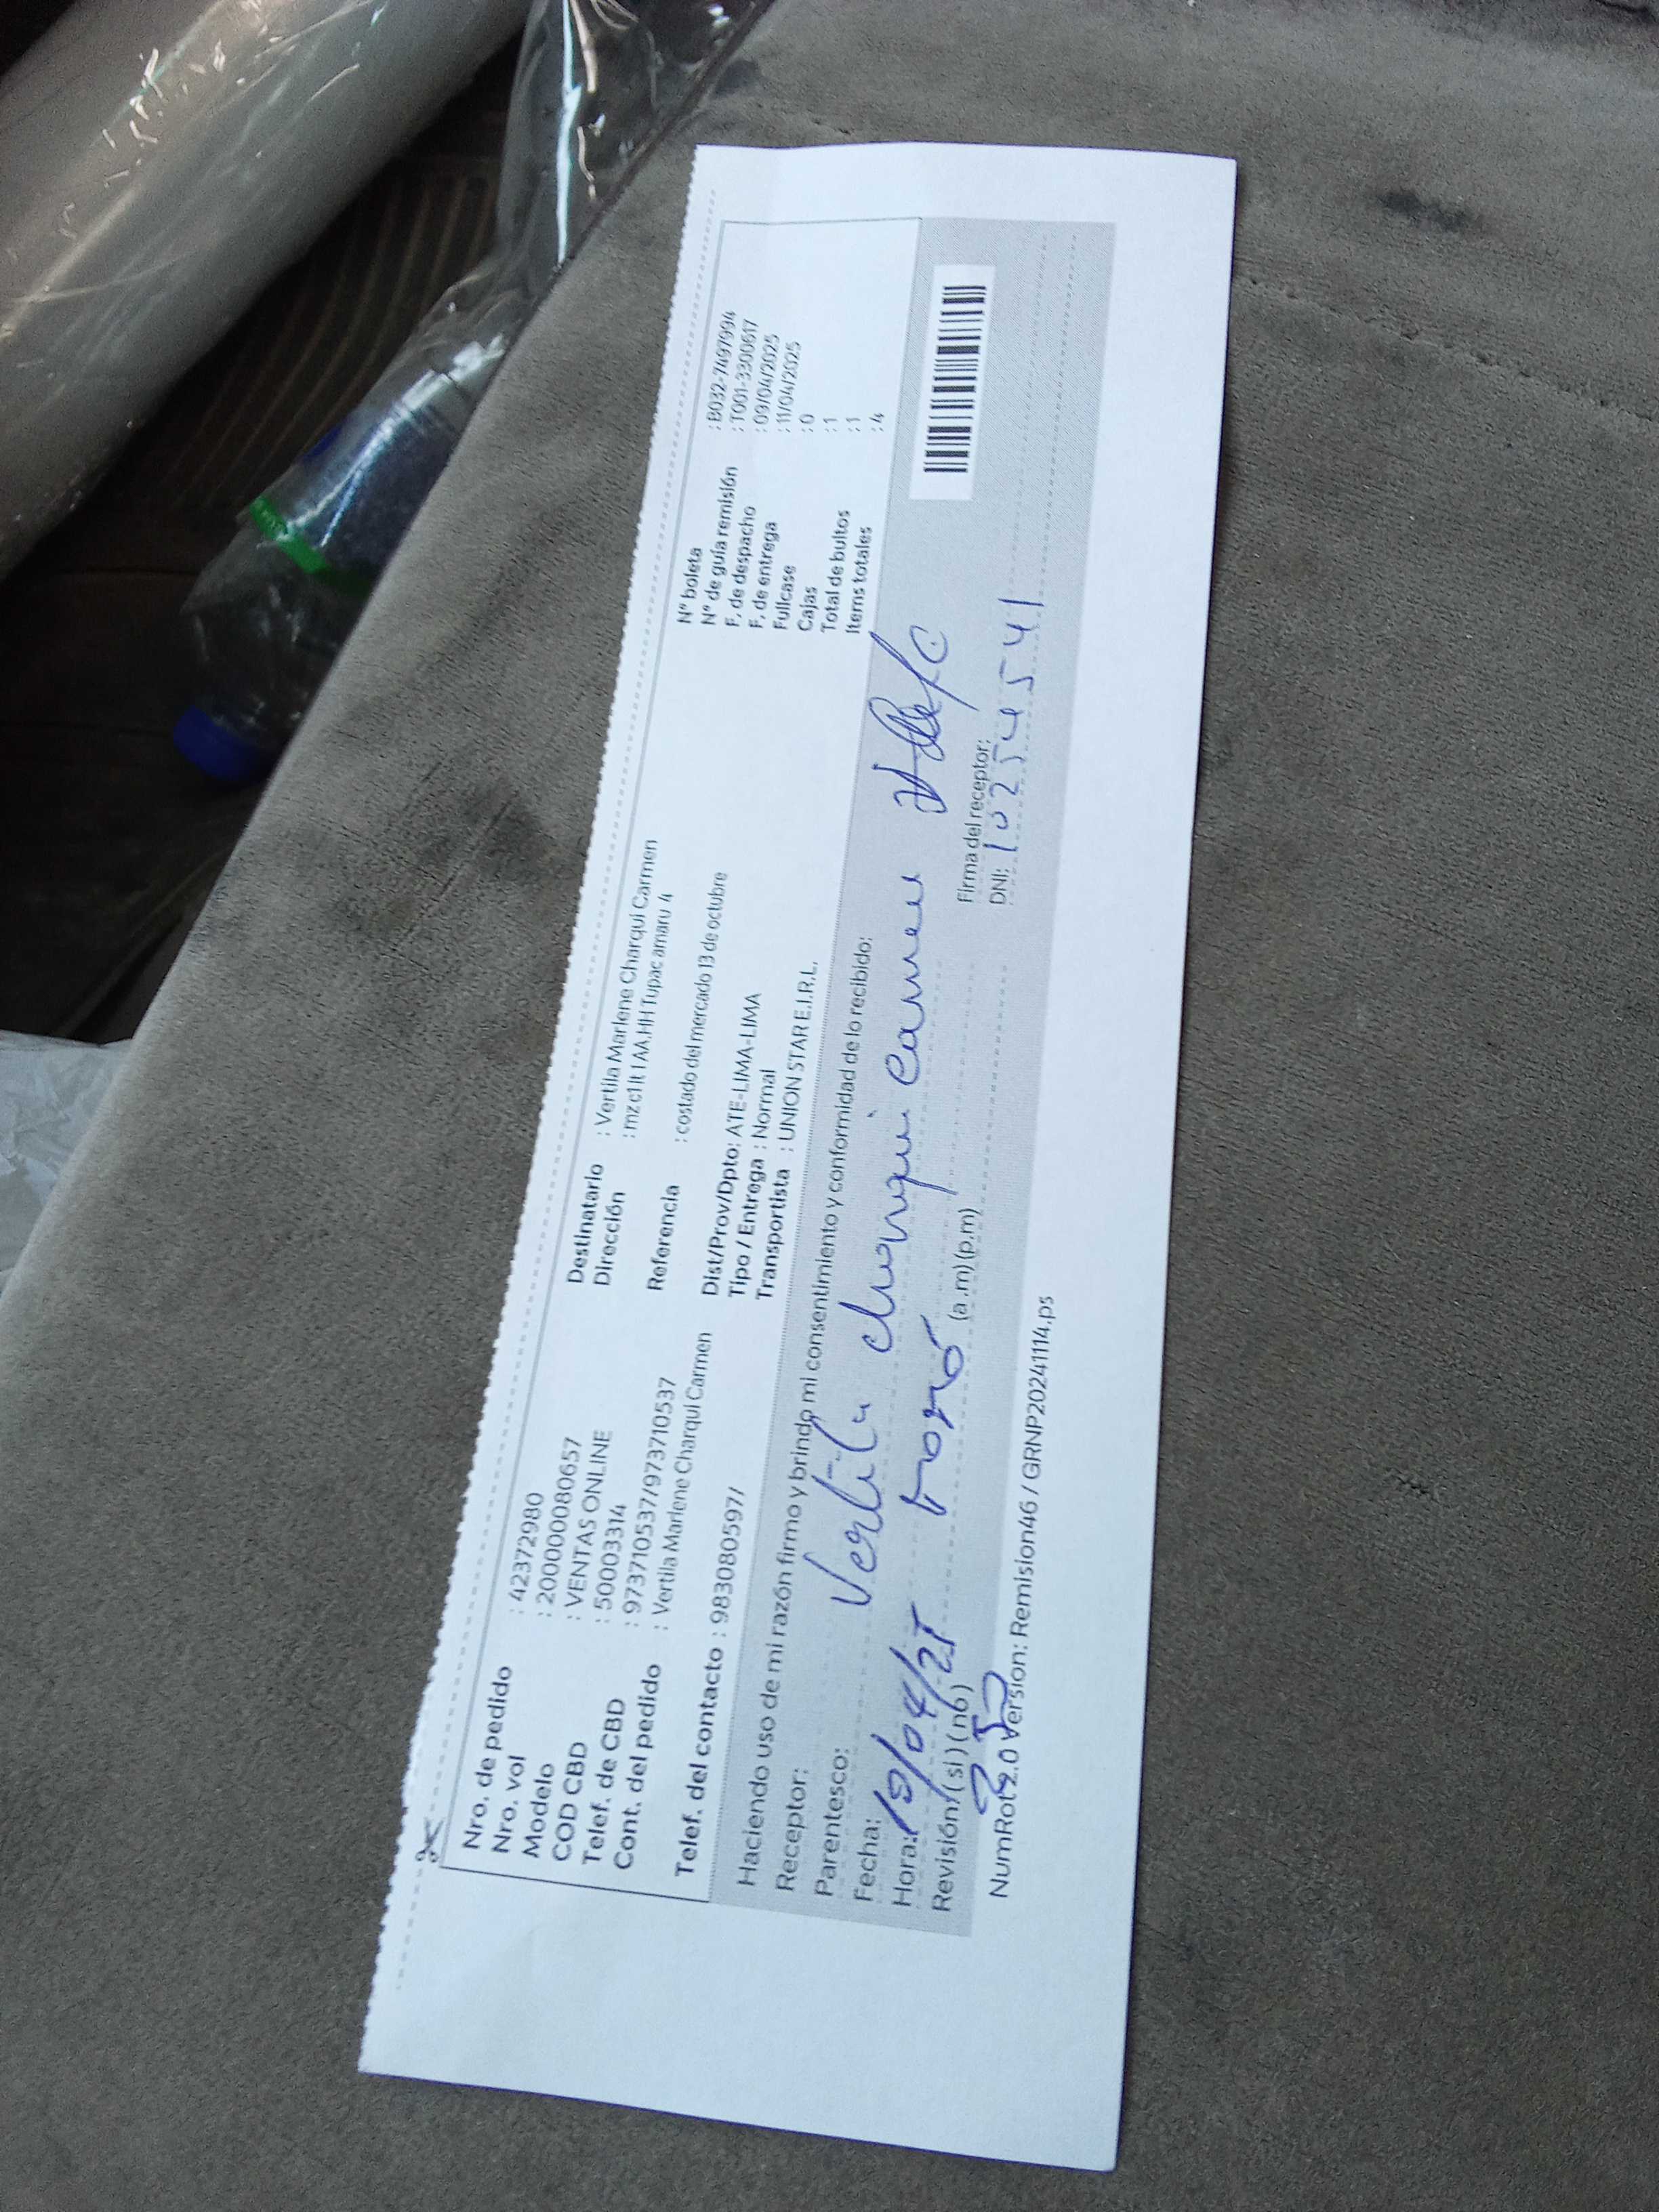 Nro. de pedido : 42372980
Nro. vol : 20000080657
Modelo : VENTAS ONLINE
COD CBD : 50003314
Telef. de CBD : 973710537/973710537
Cont. del pedido : Vertila Marlene Charqui Carmen
Telef. del contacto : 983080597/
Destinatario : Vertila Marlene Charqui Carmen
Dirección : mz c1 lt 1 AA.HH Tupac amaru 4
Referencia : costado del mercado 13 de octubre
Dist/Prov/Dpto: ATE-LIMA-LIMA
Tipo / Entrega : Normal
Transportista : UNION STAR E.I.R.L.
N° boleta : B032-7497994
N° de guía remisión : T001-3300617
F. de despacho : 09/04/2025
F. de entrega : 11/04/2025
Fullcase : 0
Cajas : 1
Total de bultos : 1
Items totales : 4
Haciendo uso de mi razón firmo y brindo mi consentimiento y conformidad de lo recibido:
Receptor: Vertila charqui carmen
Parentesco:
Fecha: /04/25
Hora: (a.m)(p.m)
Revisión: (si)(no)
Firma del receptor:
DNI: 10254541
NumRot 2.0 Version: Remision46 / GRNP20241114.ps